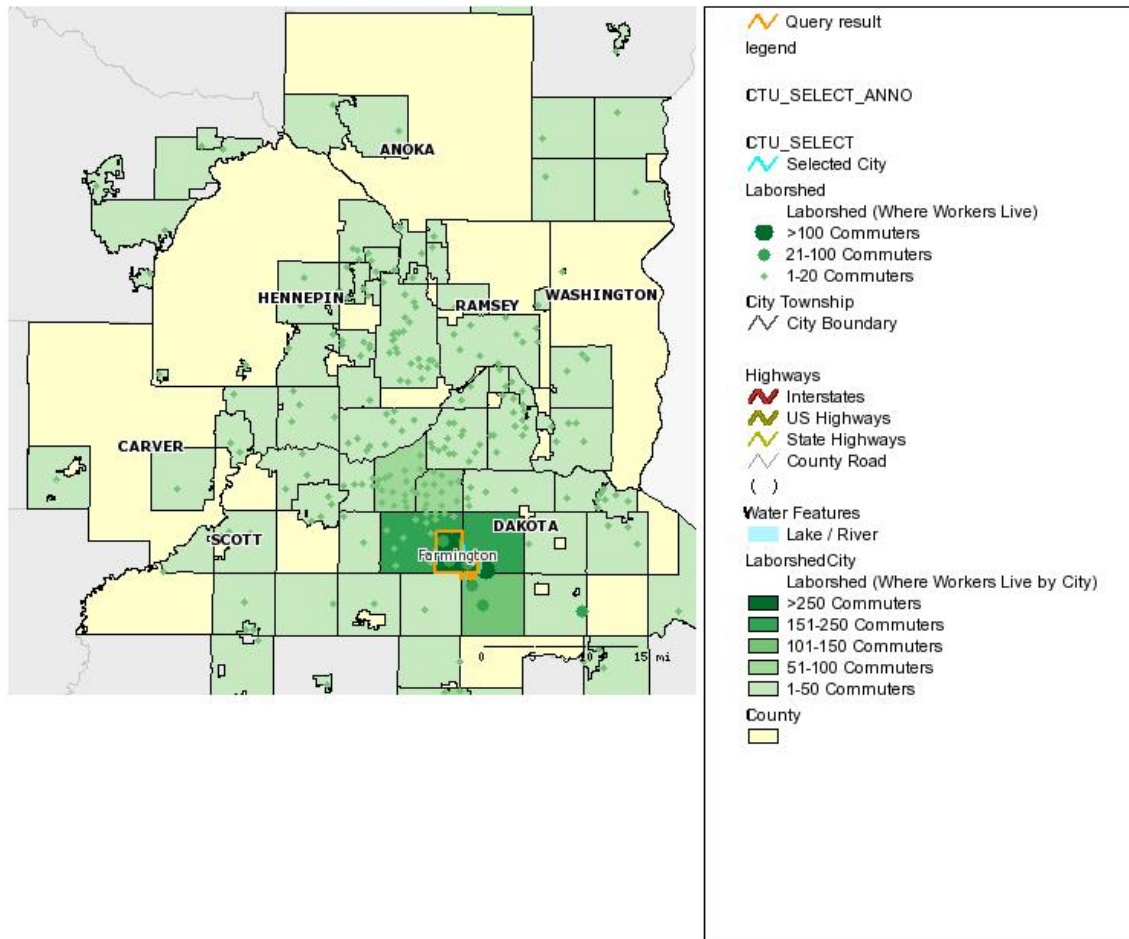 ANOKA
HENNEPIN
RAMSEY
WASHINGTON
CARVER
SCOTT
DAKOTA
Farmington
0 5 10 15 mi
Query result
legend
CTU_SELECT_ANNO
CTU_SELECT
Selected City
Laborshed
Laborshed (Where Workers Live)
>100 Commuters
21-100 Commuters
1-20 Commuters
City Township
City Boundary
Highways
Interstates
US Highways
State Highways
County Road
( )
Water Features
Lake / River
LaborshedCity
Laborshed (Where Workers Live by City)
>250 Commuters
151-250 Commuters
101-150 Commuters
51-100 Commuters
1-50 Commuters
County